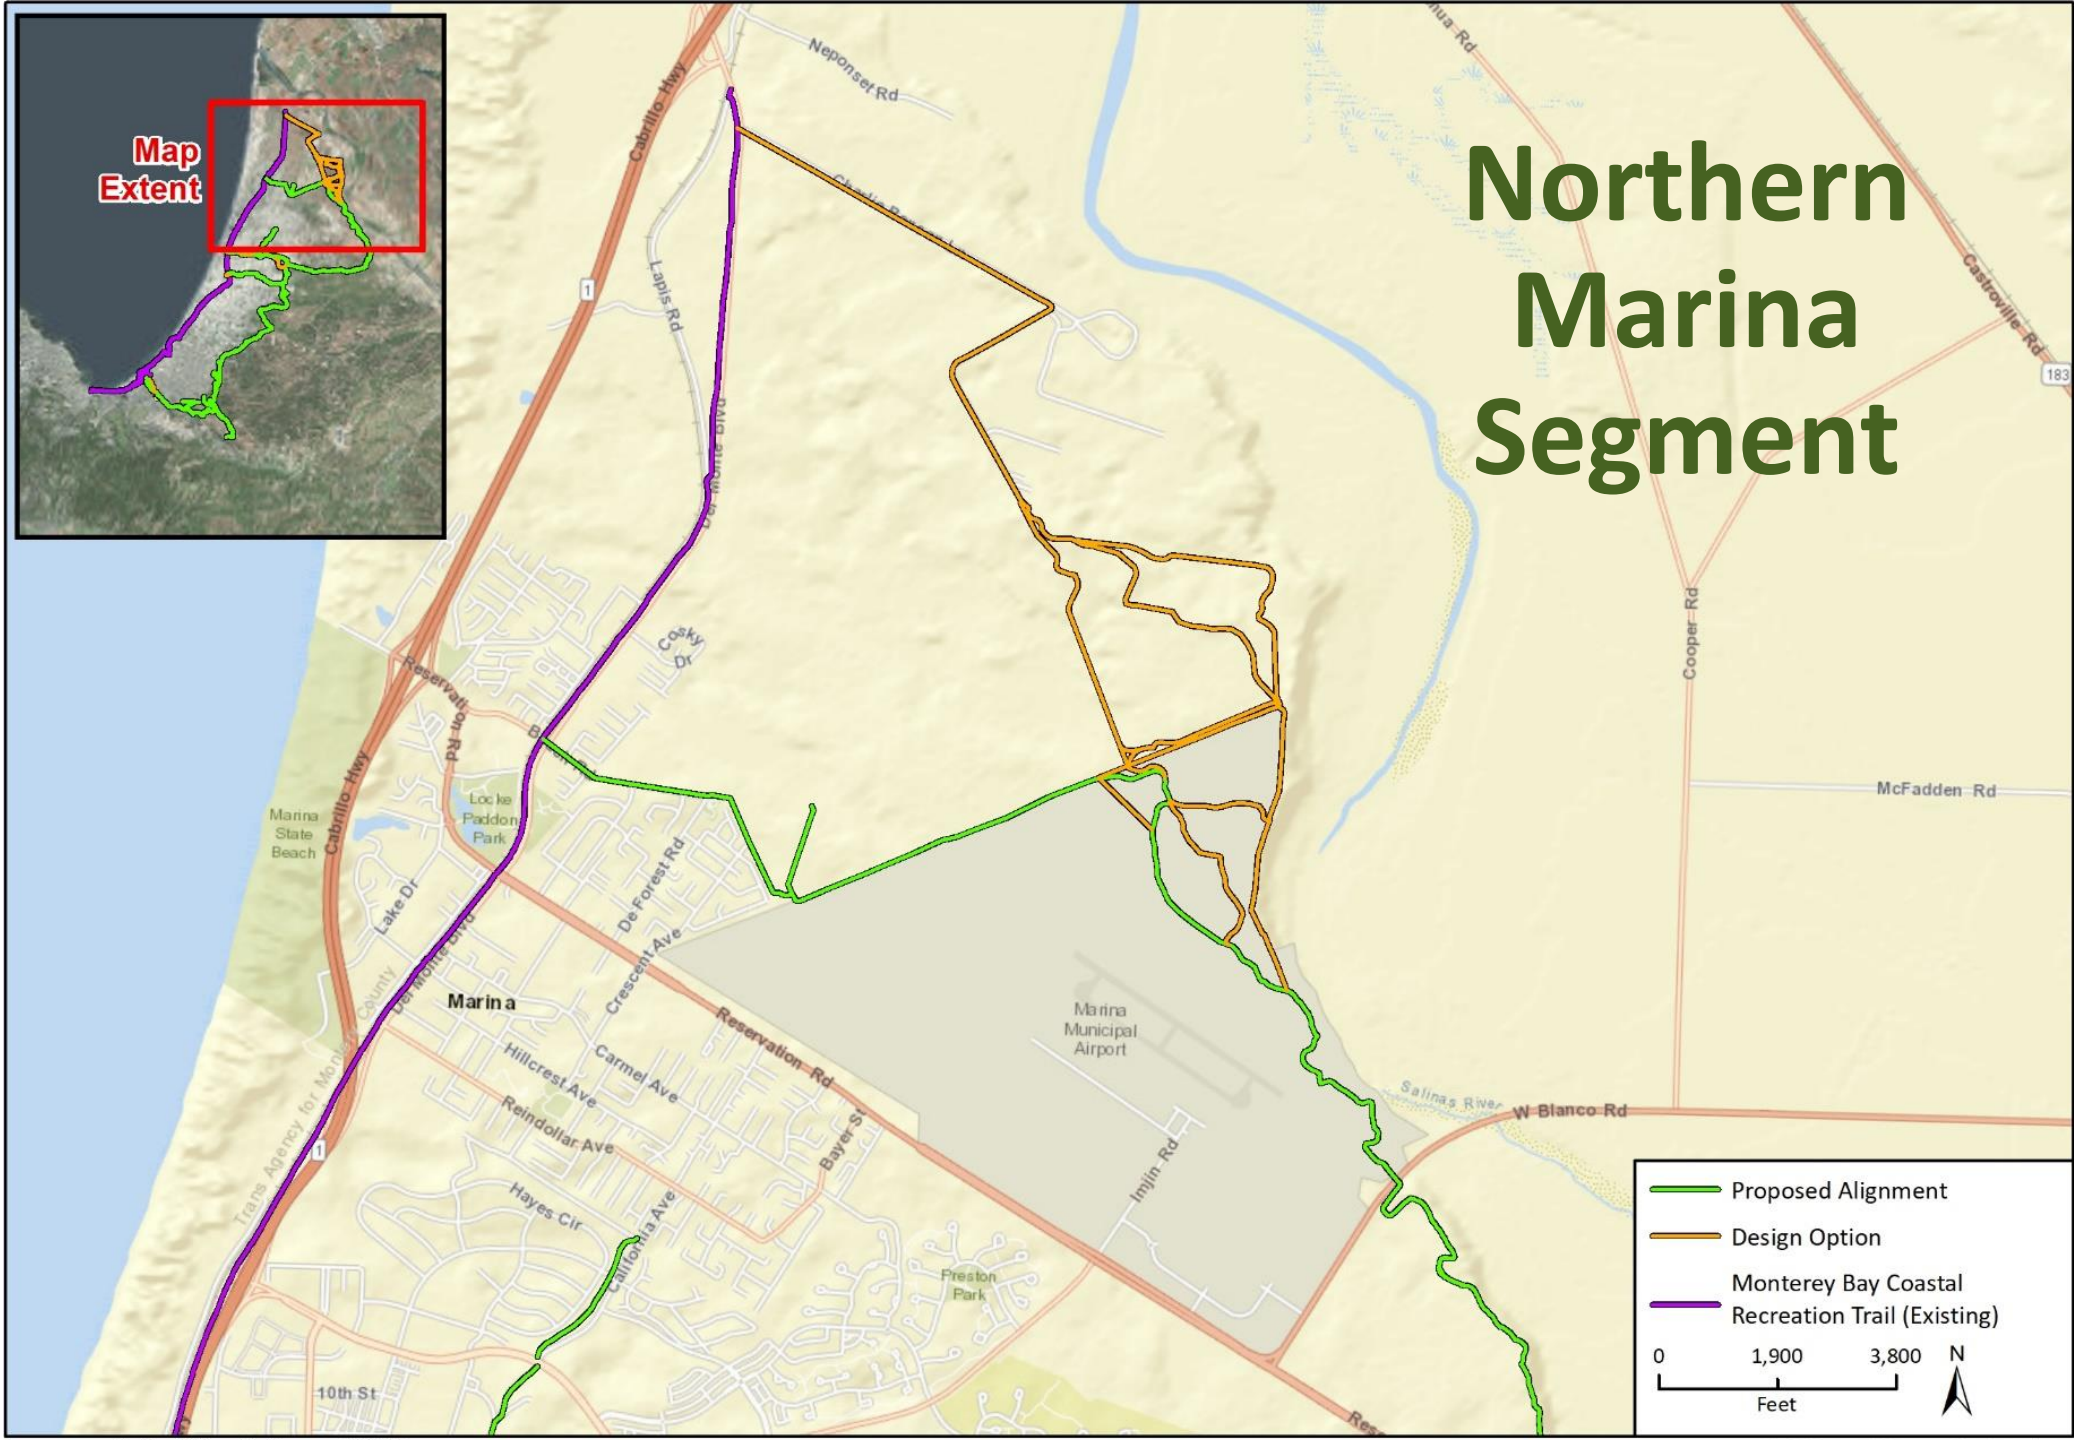 Map
Extent
Northern
Marina
Segment
Neponset Rd
Cabrillo Hwy
1
Lapis Rd
Del Monte Blvd
Castroville Rd
183
Cooper Rd
McFadden Rd
Cosky
Dr
Reservation Rd
Marina
State
Beach
Cabrillo Hwy
Locke
Paddon
Park
Lake Dr
De Forest Rd
Crescent Ave
Del Monte Blvd
Marina
Marina
Municipal
Airport
Reservation Rd
Carmel Ave
Hillcrest Ave
Reindollar Ave
Bayer St
Imjin Rd
Salinas River
W Blanco Rd
1
Trans Agency for
County
Hayes Cir
California Ave
Preston
Park
10th St
Proposed Alignment
Design Option
Monterey Bay Coastal
Recreation Trail (Existing)
0 1,900 3,800
Feet
N